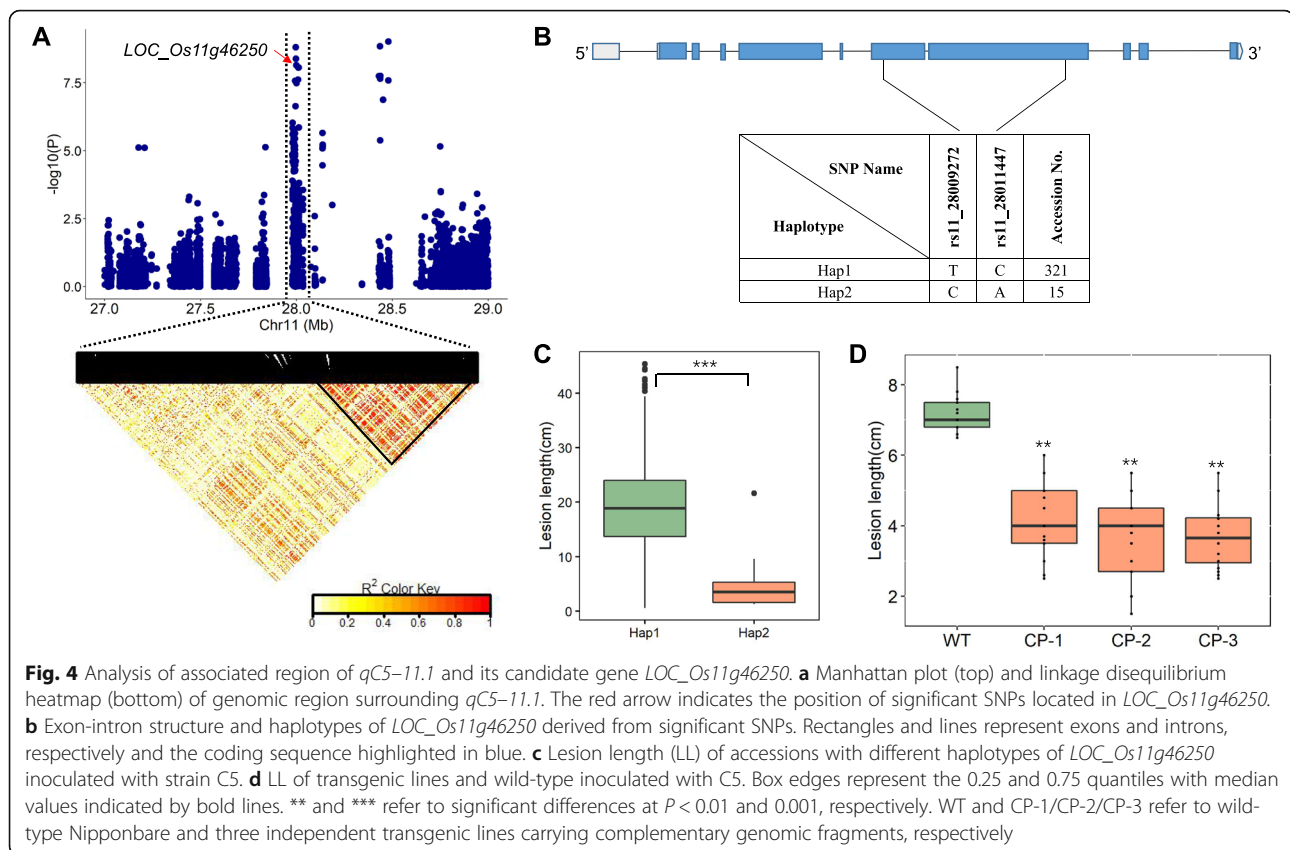 A
LOC_Os11g46250
7.5
5.0
2.5
0.0
-log10(P)
27.0 27.5 28.0 28.5 29.0
Chr11 (Mb)
R² Color Key
0 0.2 0.4 0.6 0.8 1
B
5’ 3’
SNP Name
Haplotype
rs11_28009272
rs11_28011447
Accession No.
Hap1 T C 321
Hap2 C A 15
C
***
40
30
20
10
0
Lesion length(cm)
Hap1 Hap2
D
8
6
4
2
Lesion length(cm)
** ** **
WT CP-1 CP-2 CP-3
Fig. 4 Analysis of associated region of qC5–11.1 and its candidate gene LOC_Os11g46250. a Manhattan plot (top) and linkage disequilibrium
heatmap (bottom) of genomic region surrounding qC5–11.1. The red arrow indicates the position of significant SNPs located in LOC_Os11g46250.
b Exon-intron structure and haplotypes of LOC_Os11g46250 derived from significant SNPs. Rectangles and lines represent exons and introns,
respectively and the coding sequence highlighted in blue. c Lesion length (LL) of accessions with different haplotypes of LOC_Os11g46250
inoculated with strain C5. d LL of transgenic lines and wild-type inoculated with C5. Box edges represent the 0.25 and 0.75 quantiles with median
values indicated by bold lines. ** and *** refer to significant differences at P < 0.01 and 0.001, respectively. WT and CP-1/CP-2/CP-3 refer to wild-
type Nipponbare and three independent transgenic lines carrying complementary genomic fragments, respectively